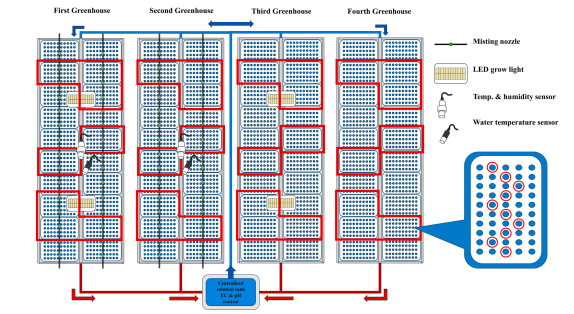 First Greenhouse
Second Greenhouse
Third Greenhouse
Fourth Greenhouse
Misting nozzle
LED grow light
Temp. & humidity sensor
Water temperature sensor
Centralized
solution tank
EC & pH
control